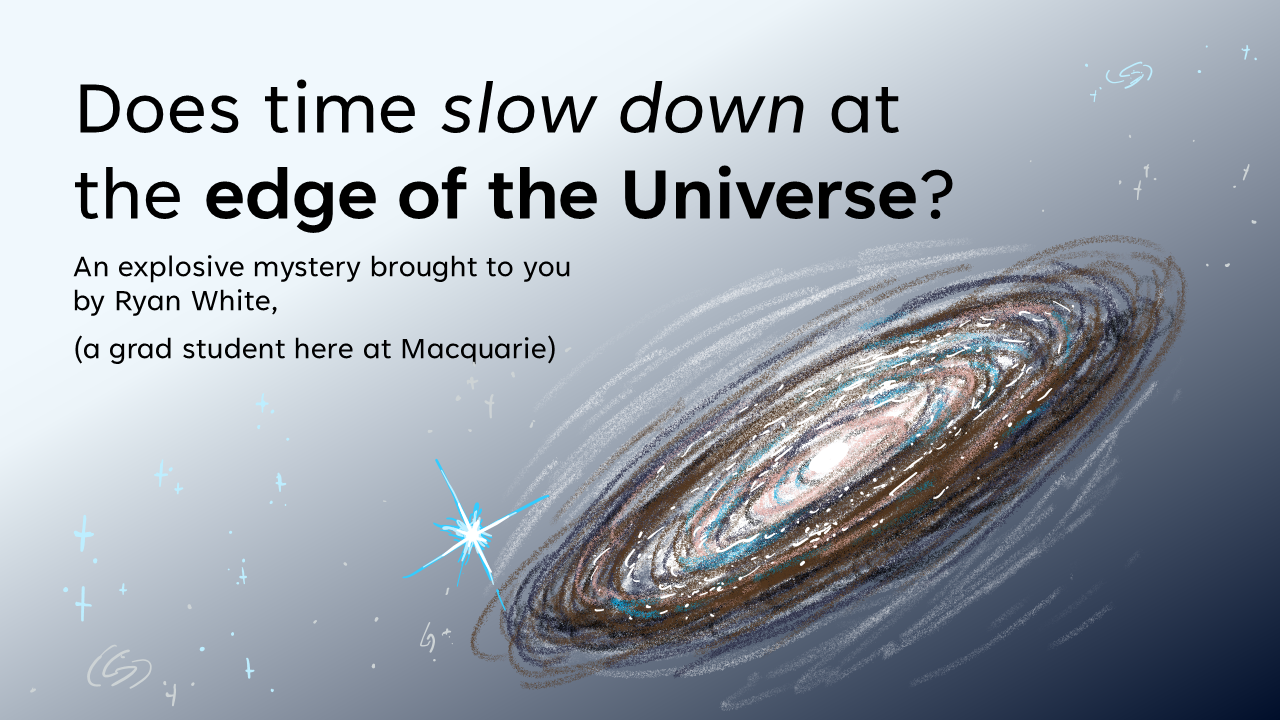 Does time slow down at
the edge of the Universe?
An explosive mystery brought to you
by Ryan White,
(a grad student here at Macquarie)